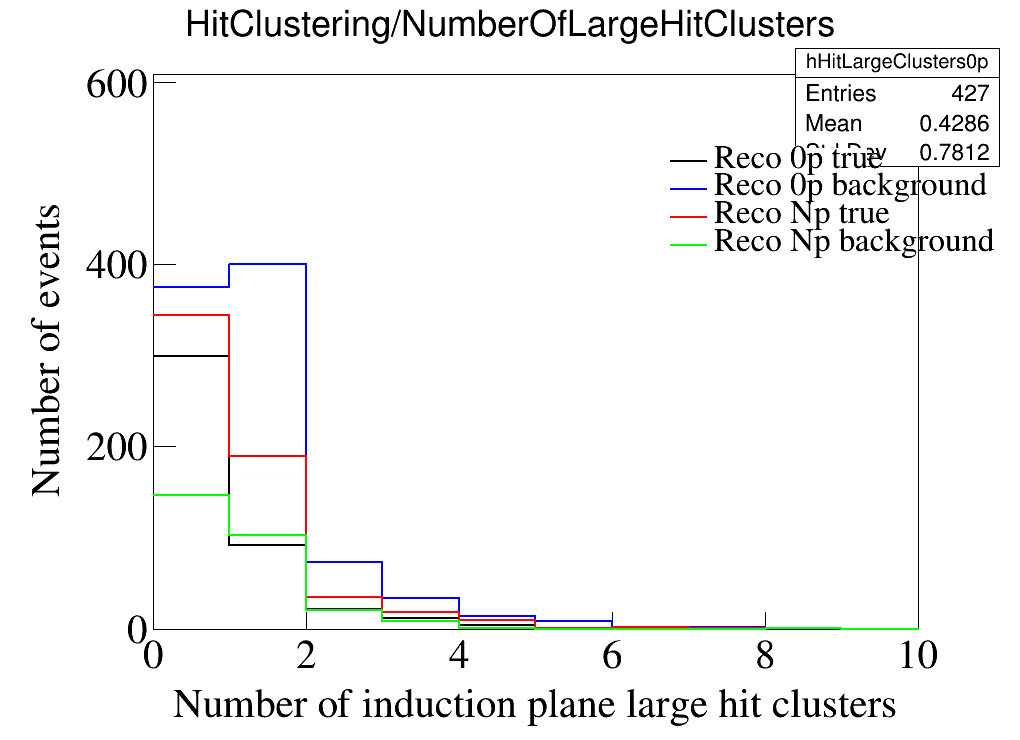 HitClustering/NumberOfLargeHitClusters
hHitLargeClusters0p
Entries 427
Mean 0.4286
0.7812
Reco 0p true
Reco 0p background
Reco Np true
Reco Np background
600
400
200
0
Number of events
0 2 4 6 8 10
Number of induction plane large hit clusters